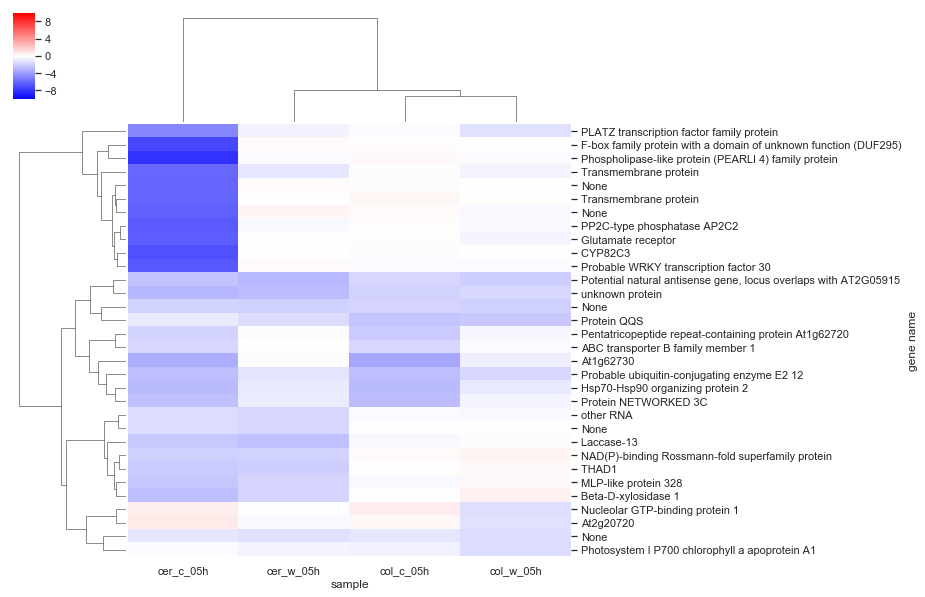 8
4
0
−4
−8
PLATZ transcription factor family protein
F-box family protein with a domain of unknown function (DUF295)
Phospholipase-like protein (PEARLI 4) family protein
Transmembrane protein
None
Transmembrane protein
None
PP2C-type phosphatase AP2C2
Glutamate receptor
CYP82C3
Probable WRKY transcription factor 30
Potential natural antisense gene, locus overlaps with AT2G05915
unknown protein
None
Protein QQS
Pentatricopeptide repeat-containing protein At1g62720
ABC transporter B family member 1
At1g62730
Probable ubiquitin-conjugating enzyme E2 12
Hsp70-Hsp90 organizing protein 2
Protein NETWORKED 3C
other RNA
None
Laccase-13
NAD(P)-binding Rossmann-fold superfamily protein
THAD1
MLP-like protein 328
Beta-D-xylosidase 1
Nucleolar GTP-binding protein 1
At2g20720
None
Photosystem I P700 chlorophyll a apoprotein A1
gene name
cer_c_05h cer_w_05h col_c_05h col_w_05h
sample